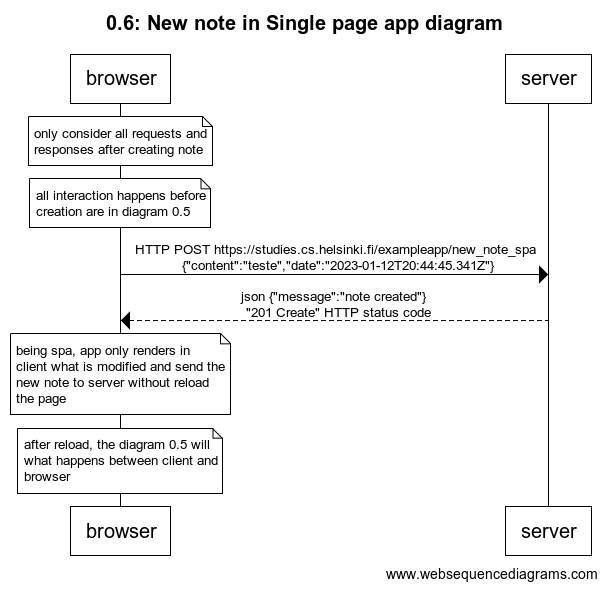 0.6: New note in Single page app diagram
browser
server
only consider all requests and
responses after creating note
all interaction happens before
creation are in diagram 0.5
HTTP POST https://studies.cs.helsinki.fi/exampleapp/new_note_spa
{"content":"teste","date":"2023-01-12T20:44:45.341Z"}
json {"message":"note created"}
"201 Create" HTTP status code
being spa, app only renders in
client what is modified and send the
new note to server without reload
the page
after reload, the diagram 0.5 will
what happens between client and
browser
browser
server
www.websequencediagrams.com